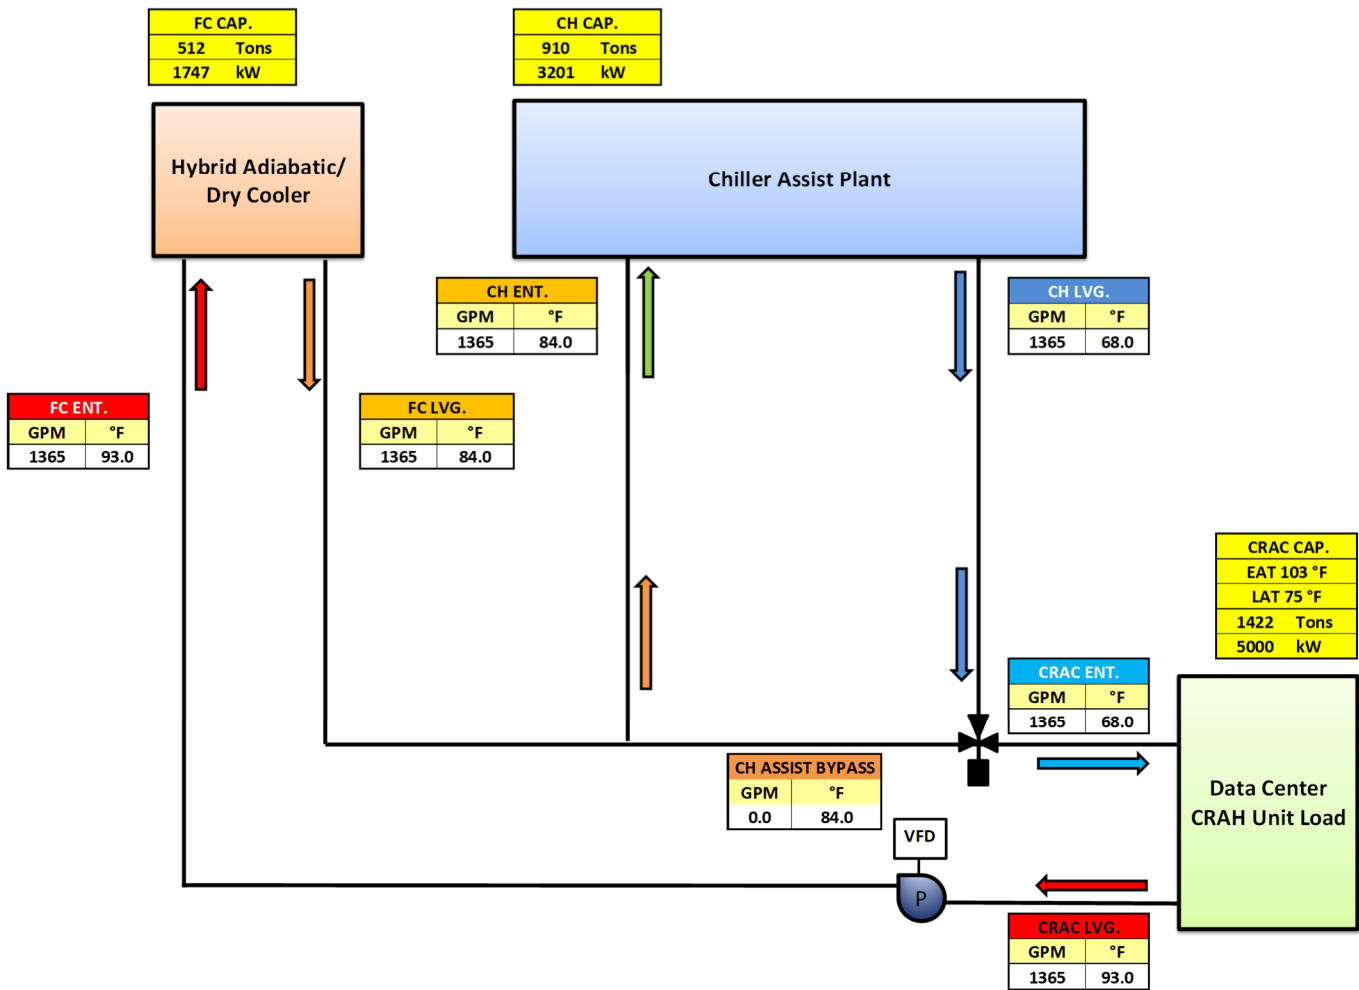 FC CAP.
512 Tons
1747 kW
CH CAP.
910 Tons
3201 kW
Hybrid Adiabatic/
Dry Cooler
Chiller Assist Plant
CH ENT.
GPM °F
1365 84.0
CH LVG.
GPM °F
1365 68.0
FC ENT.
GPM °F
1365 93.0
FC LVG.
GPM °F
1365 84.0
CRAC CAP.
EAT 103 °F
LAT 75 °F
1422 Tons
5000 kW
CRAC ENT.
GPM °F
1365 68.0
CH ASSIST BYPASS
GPM °F
0.0 84.0
Data Center
CRAH Unit Load
VFD
P
CRAC LVG.
GPM °F
1365 93.0